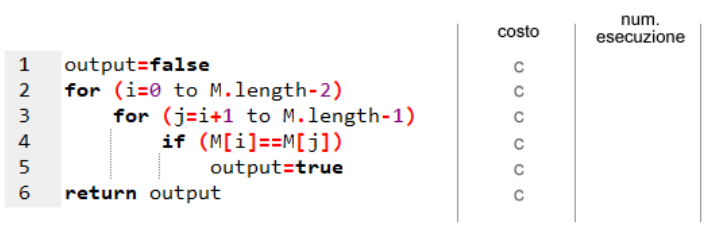 costo num. esecuzione
1 output=false c
2 for (i=0 to M.length-2) c
3 for (j=i+1 to M.length-1) c
4 if (M[i]==M[j]) c
5 output=true c
6 return output c